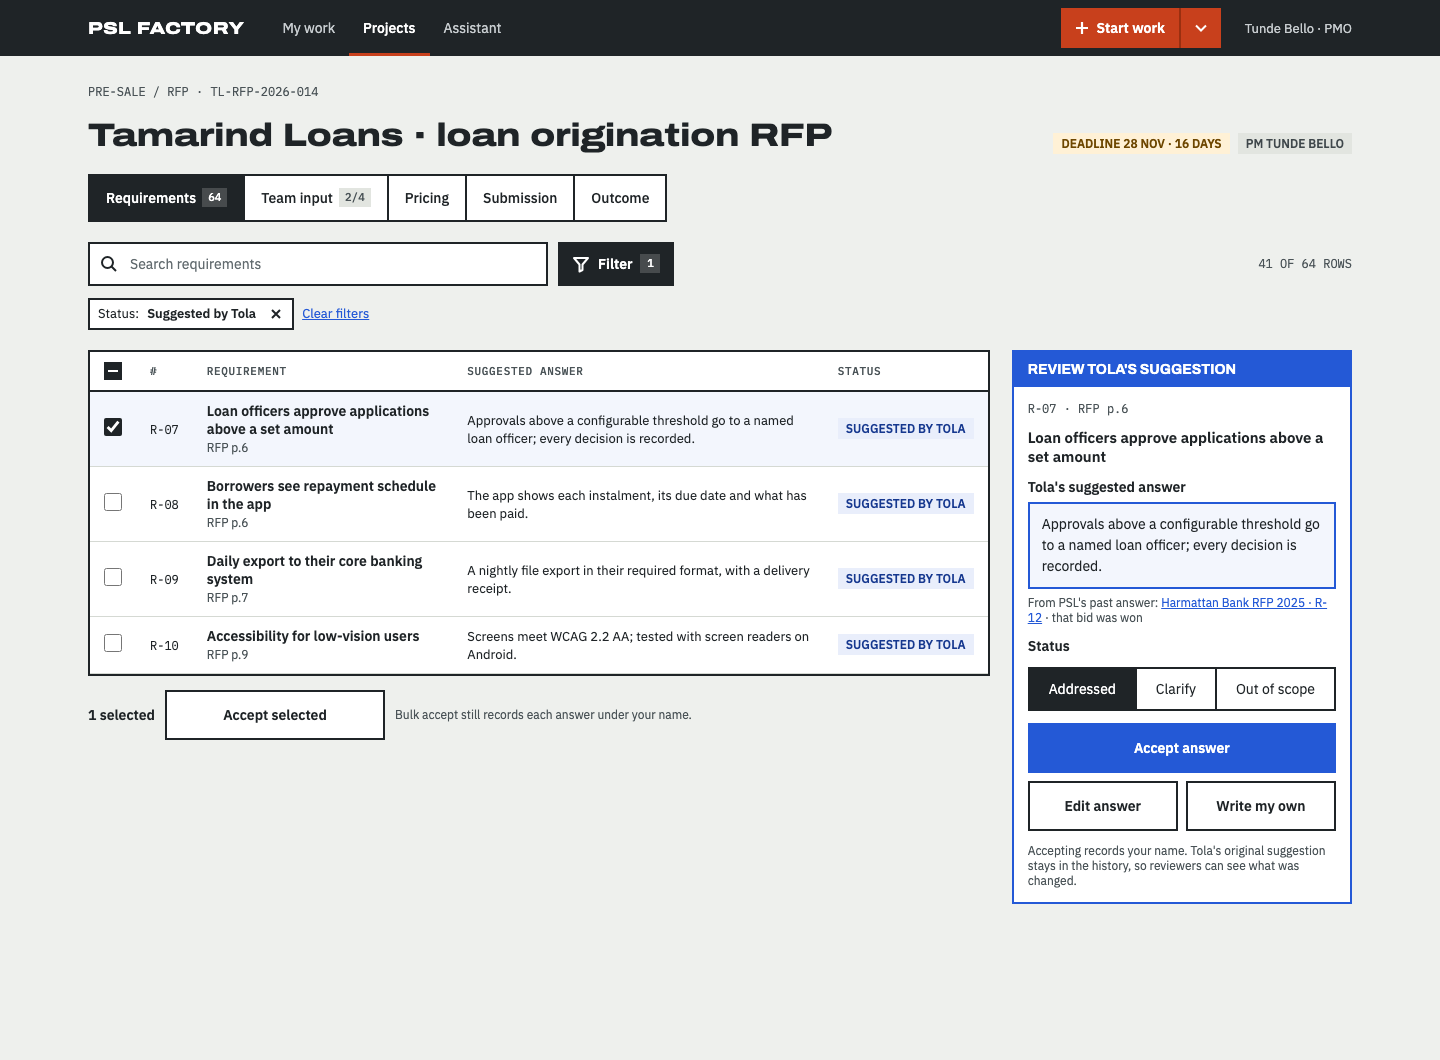 PSL FACTORY
My work
Projects
Assistant
Start work
Tunde Bello · PMO
PRE-SALE / RFP · TL-RFP-2026-014
Tamarind Loans · loan origination RFP
DEADLINE 28 NOV · 16 DAYS
PM TUNDE BELLO
Requirements 64
Team input 2/4
Pricing
Submission
Outcome
Search requirements
Filter 1
41 OF 64 ROWS
Status: Suggested by Tola
Clear filters
# REQUIREMENT SUGGESTED ANSWER STATUS
R-07
Loan officers approve applications
above a set amount
RFP p.6
Approvals above a configurable threshold go to a named
loan officer; every decision is recorded.
SUGGESTED BY TOLA
R-08
Borrowers see repayment schedule
in the app
RFP p.6
The app shows each instalment, its due date and what has
been paid.
SUGGESTED BY TOLA
R-09
Daily export to their core banking
system
RFP p.7
A nightly file export in their required format, with a delivery
receipt.
SUGGESTED BY TOLA
R-10
Accessibility for low-vision users
RFP p.9
Screens meet WCAG 2.2 AA; tested with screen readers on
Android.
SUGGESTED BY TOLA
1 selected
Accept selected
Bulk accept still records each answer under your name.
REVIEW TOLA'S SUGGESTION
R-07 · RFP p.6
Loan officers approve applications above a
set amount
Tola's suggested answer
Approvals above a configurable threshold go
to a named loan officer; every decision is
recorded.
From PSL's past answer: Harmattan Bank RFP 2025 · R-
12 · that bid was won
Status
Addressed
Clarify
Out of scope
Accept answer
Edit answer
Write my own
Accepting records your name. Tola's original suggestion
stays in the history, so reviewers can see what was
changed.